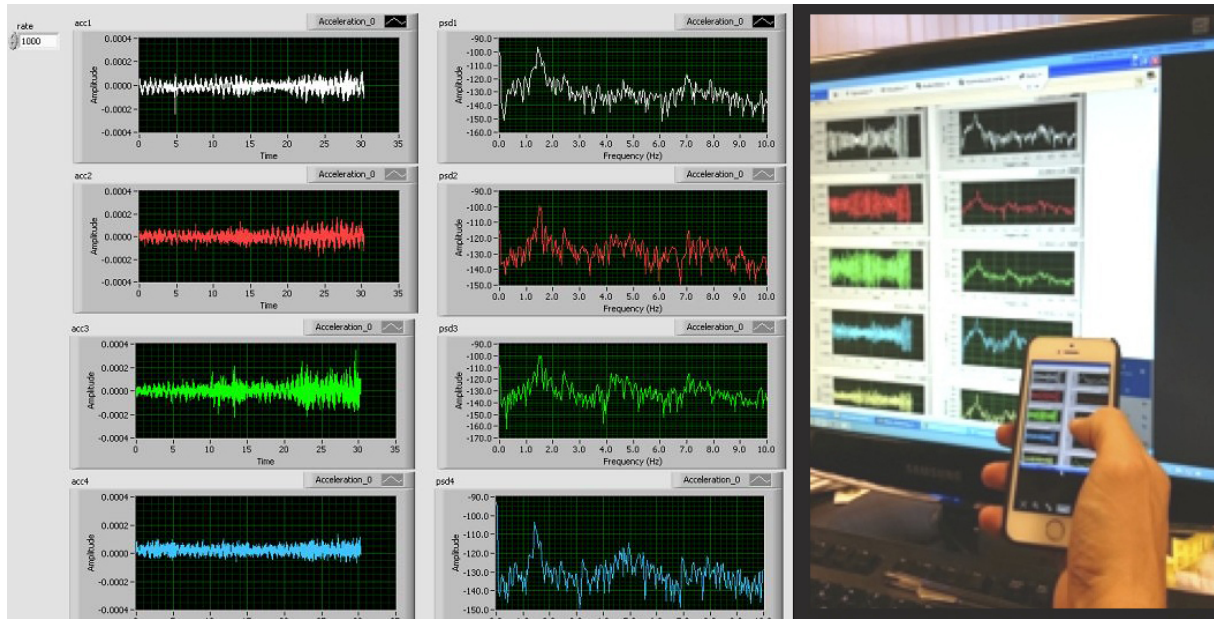 rate
1000
acc1 Acceleration_0
0.0004
0.0002
0.0000
-0.0002
-0.0004
Amplitude
0 5 10 15 20 25 30 35
Time
psd1 Acceleration_0
-90.0
-100.0
-110.0
-120.0
-130.0
-140.0
-150.0
-160.0
Amplitude
0.0 1.0 2.0 3.0 4.0 5.0 6.0 7.0 8.0 9.0 10.0
Frequency (Hz)
acc2 Acceleration_0
0.0004
0.0002
0.0000
-0.0002
-0.0004
Amplitude
0 5 10 15 20 25 30 35
Time
psd2 Acceleration_0
-90.0
-100.0
-110.0
-120.0
-130.0
-140.0
-150.0
Amplitude
0.0 1.0 2.0 3.0 4.0 5.0 6.0 7.0 8.0 9.0 10.0
Frequency (Hz)
acc3 Acceleration_0
0.0004
0.0002
0.0000
-0.0002
-0.0004
Amplitude
0 5 10 15 20 25 30 35
Time
psd3 Acceleration_0
-90.0
-100.0
-110.0
-120.0
-130.0
-140.0
-150.0
-160.0
-170.0
Amplitude
0.0 1.0 2.0 3.0 4.0 5.0 6.0 7.0 8.0 9.0 10.0
Frequency (Hz)
acc4 Acceleration_0
0.0004
0.0002
0.0000
-0.0002
-0.0004
Amplitude
psd4 Acceleration_0
-90.0
-100.0
-110.0
-120.0
-130.0
-140.0
-150.0
Amplitude
SAMSUNG